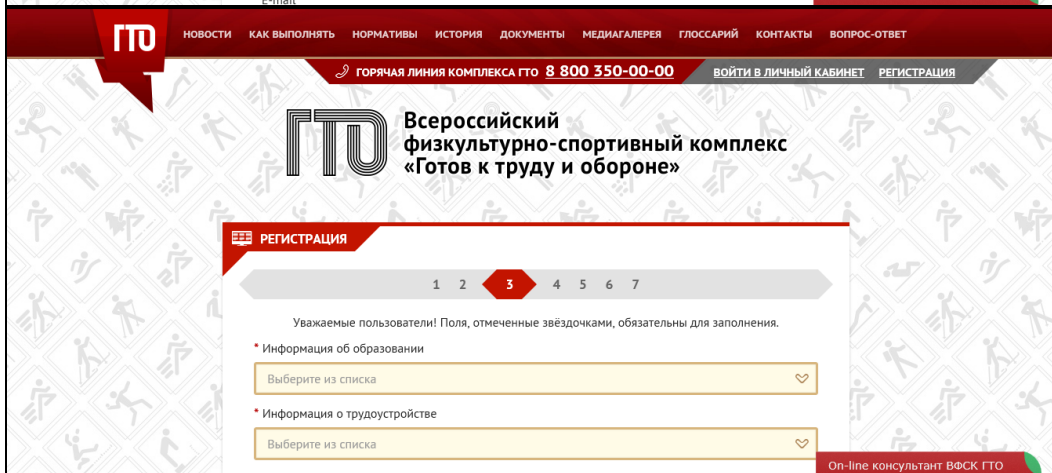 E-mail
ГТО
НОВОСТИ КАК ВЫПОЛНЯТЬ НОРМАТИВЫ ИСТОРИЯ ДОКУМЕНТЫ МЕДИАГАЛЕРЕЯ ГЛОССАРИЙ КОНТАКТЫ ВОПРОС-ОТВЕТ
ГОРЯЧАЯ ЛИНИЯ КОМПЛЕКСА ГТО 8 800 350-00-00 ВОЙТИ В ЛИЧНЫЙ КАБИНЕТ РЕГИСТРАЦИЯ
ГТО
Всероссийский
физкультурно-спортивный комплекс
«Готов к труду и обороне»
РЕГИСТРАЦИЯ
1 2 3 4 5 6 7
Уважаемые пользователи! Поля, отмеченные звёздочками, обязательны для заполнения.
* Информация об образовании
Выберите из списка
* Информация о трудоустройстве
Выберите из списка
On-line консультант ВФСК ГТО